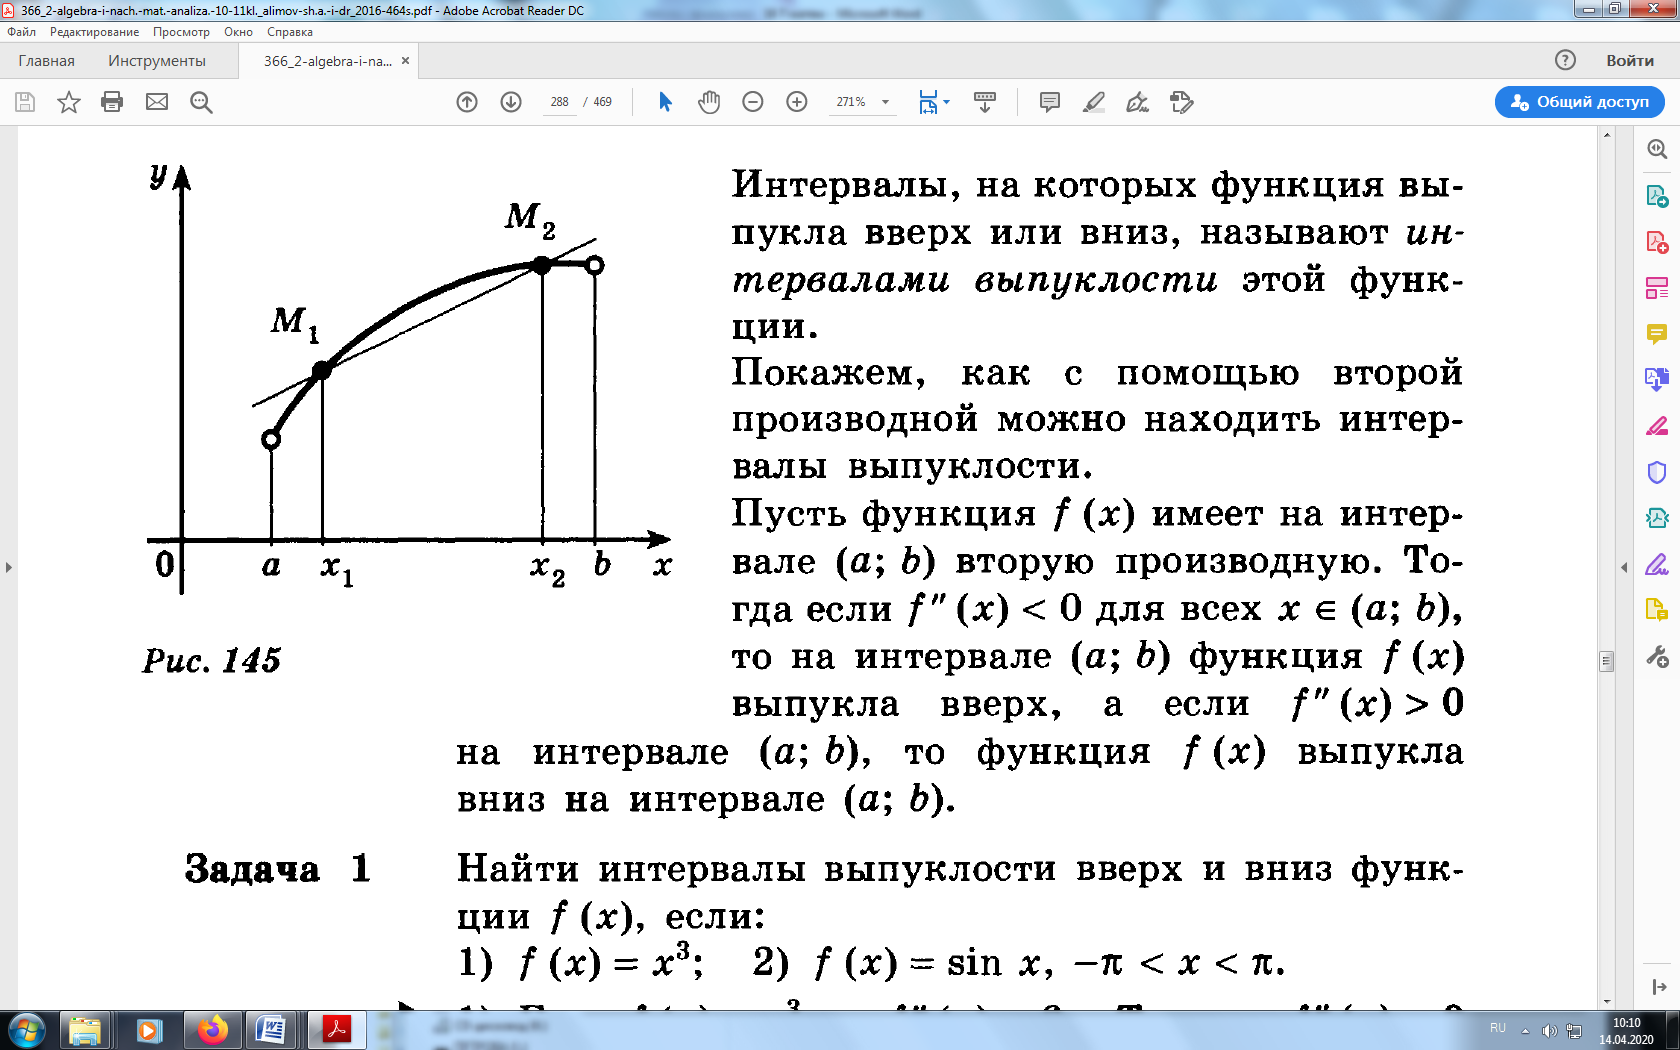 366_2-algebra-i-nach.-mat.-analiza.-10-11kl._alimov-sh.a.-i-dr_2016-464s.pdf - Adobe Acrobat Reader DC
Файл Редактирование Просмотр Окно Справка
Главная Инструменты 366_2-algebra-i-na... × Войти
288 / 469 271% Общий доступ
y
M₂
M₁
0 a x₁ x₂ b x
Рис. 145
Интервалы, на которых функция вы-
пукла вверх или вниз, называют ин-
тервалами выпуклости этой функ-
ции.
Покажем, как с помощью второй
производной можно находить интер-
валы выпуклости.
Пусть функция f (x) имеет на интер-
вале (a; b) вторую производную. То-
гда если f″ (x) < 0 для всех x ∈ (a; b),
то на интервале (a; b) функция f (x)
выпукла вверх, а если f″ (x) > 0
на интервале (a; b), то функция f (x) выпукла
вниз на интервале (a; b).
Задача 1 Найти интервалы выпуклости вверх и вниз функ-
ции f (x), если:
1) f (x) = x³; 2) f (x) = sin x, −π < x < π.
RU 10:10
14.04.2020